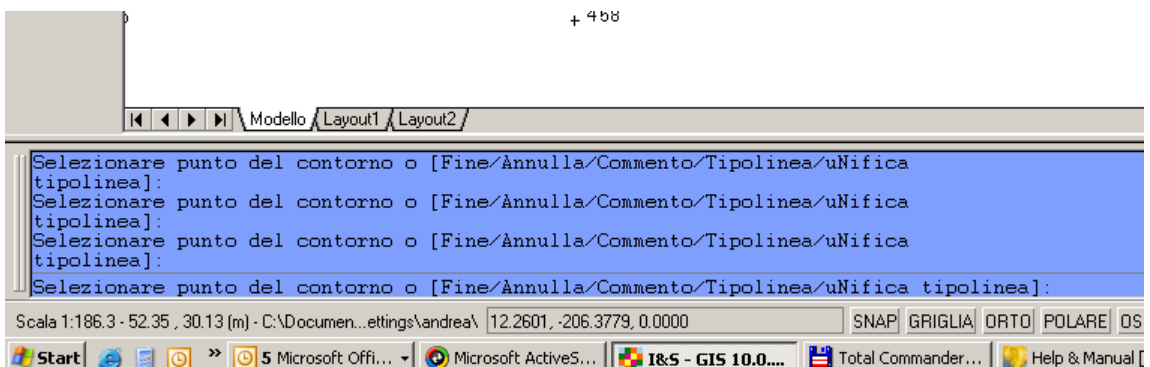 + 468
Modello Layout1 Layout2
Selezionare punto del contorno o [Fine/Annulla/Commento/Tipolinea/uNifica
tipolinea]:
Selezionare punto del contorno o [Fine/Annulla/Commento/Tipolinea/uNifica
tipolinea]:
Selezionare punto del contorno o [Fine/Annulla/Commento/Tipolinea/uNifica
tipolinea]:
Selezionare punto del contorno o [Fine/Annulla/Commento/Tipolinea/uNifica tipolinea]:
Scala 1:186.3 - 52.35 , 30.13 (m) - C:\Documen...ettings\andrea\ 12.2601, -206.3779, 0.0000 SNAP GRIGLIA ORTO POLARE OS
Start » 5 Microsoft Offi... Microsoft ActiveS... I&S - GIS 10.0.... Total Commander... Help & Manual [